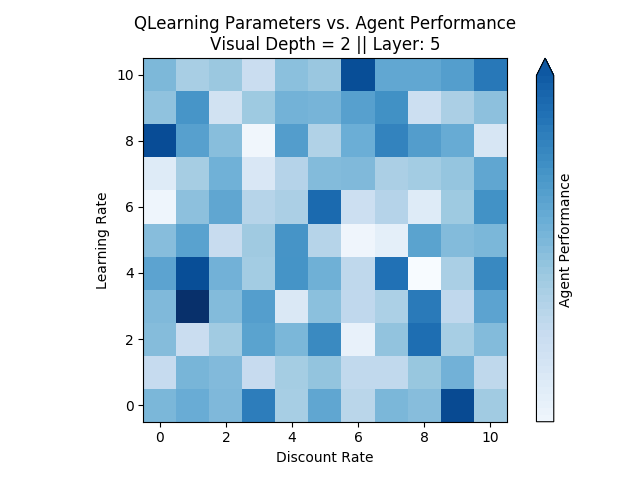 QLearning Parameters vs. Agent Performance
Visual Depth = 2 || Layer: 5
10
8
6
4
2
0
Learning Rate
0 2 4 6 8 10
Discount Rate
Agent Performance